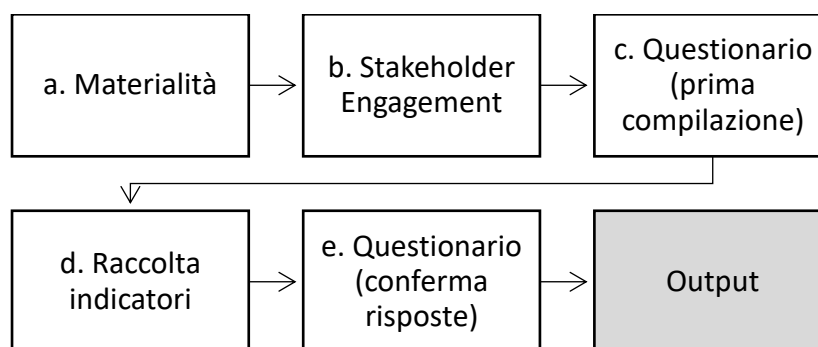 a. Materialità
b. Stakeholder
Engagement
c. Questionario
(prima
compilazione)
d. Raccolta
indicatori
e. Questionario
(conferma
risposte)
Output